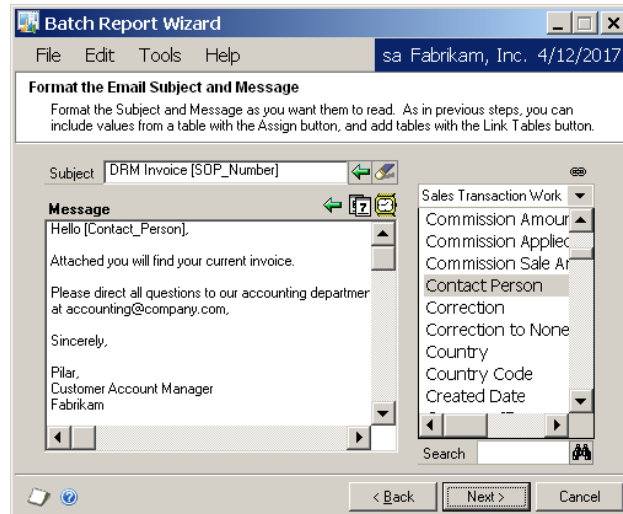 Batch Report Wizard
File Edit Tools Help sa Fabrikam, Inc. 4/12/2017
Format the Email Subject and Message
Format the Subject and Message as you want them to read. As in previous steps, you can
include values from a table with the Assign button, and add tables with the Link Tables button.
Subject DRM Invoice [SOP_Number]
Message
Hello [Contact_Person],
Attached you will find your current invoice.
Please direct all questions to our accounting departmer
at accounting@company.com,
Sincerely,
Pilar,
Customer Account Manager
Fabrikam
Sales Transaction Work
Commission Amour
Commission Applied
Commission Sale Ar
Contact Person
Correction
Correction to None
Country
Country Code
Created Date
Search
< Back Next > Cancel